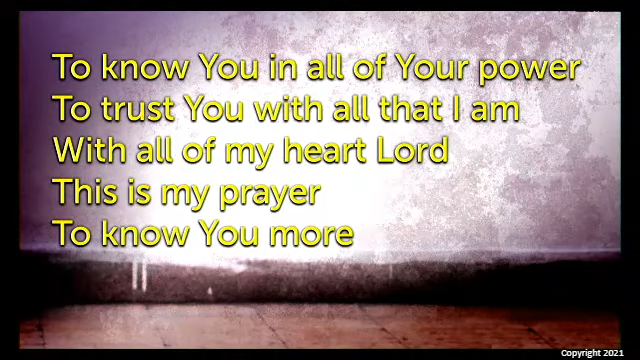 To know You in all of Your power
To trust You with all that I am
With all of my heart Lord
This is my prayer
To know You more
Copyright 2021